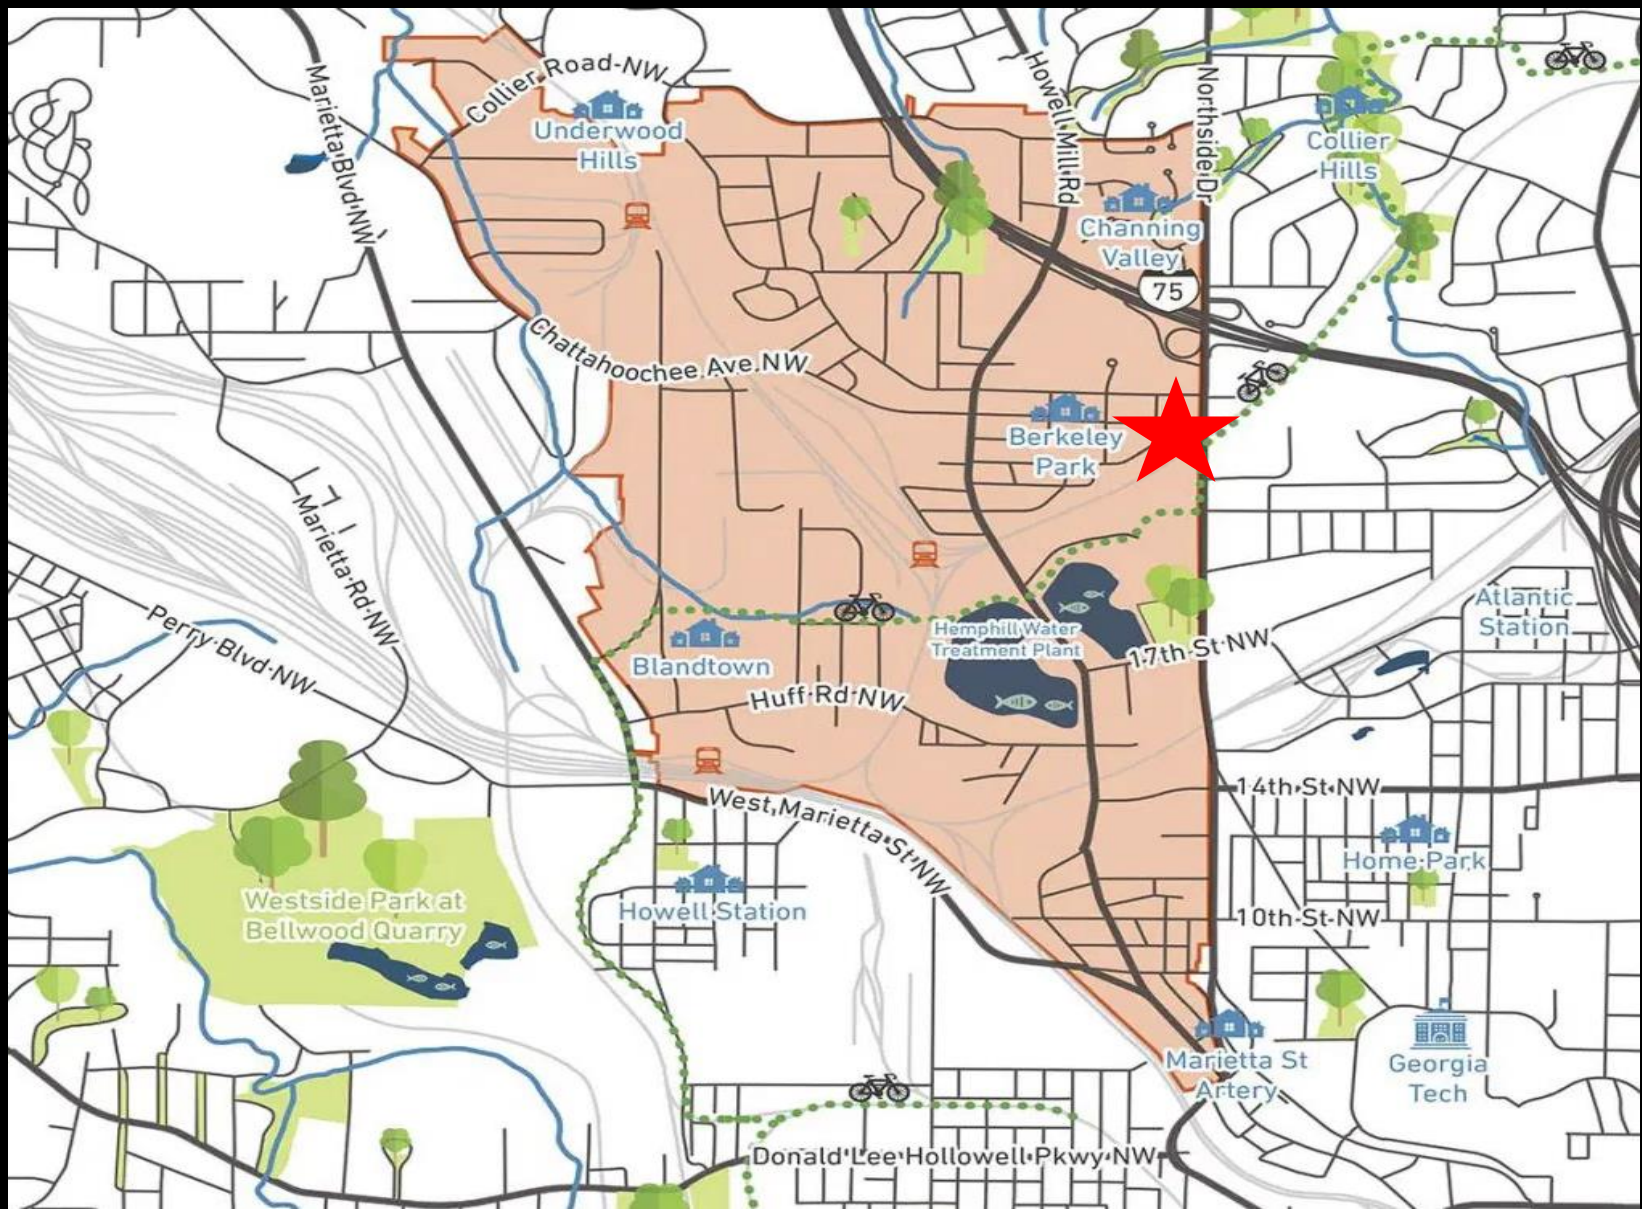 Collier Road NW
Underwood
Hills
Marietta Blvd NW
Howell Mill Rd
Northside Dr
Collier
Hills
Channing
Valley
75
Chattahoochee Ave NW
Berkeley
Park
Marietta Rd NW
Perry Blvd NW
Blandtown
Hemphill Water
Treatment Plant
17th St NW
Atlantic
Station
Huff Rd NW
West Marietta St NW
14th St NW
Home Park
Howell Station
10th St NW
Westside Park at
Bellwood Quarry
Marietta St
Artery
Georgia
Tech
Donald Lee Hollowell Pkwy NW